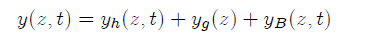 y(z,t) = y_h(z,t) + y_g(z) + y_B(z,t)